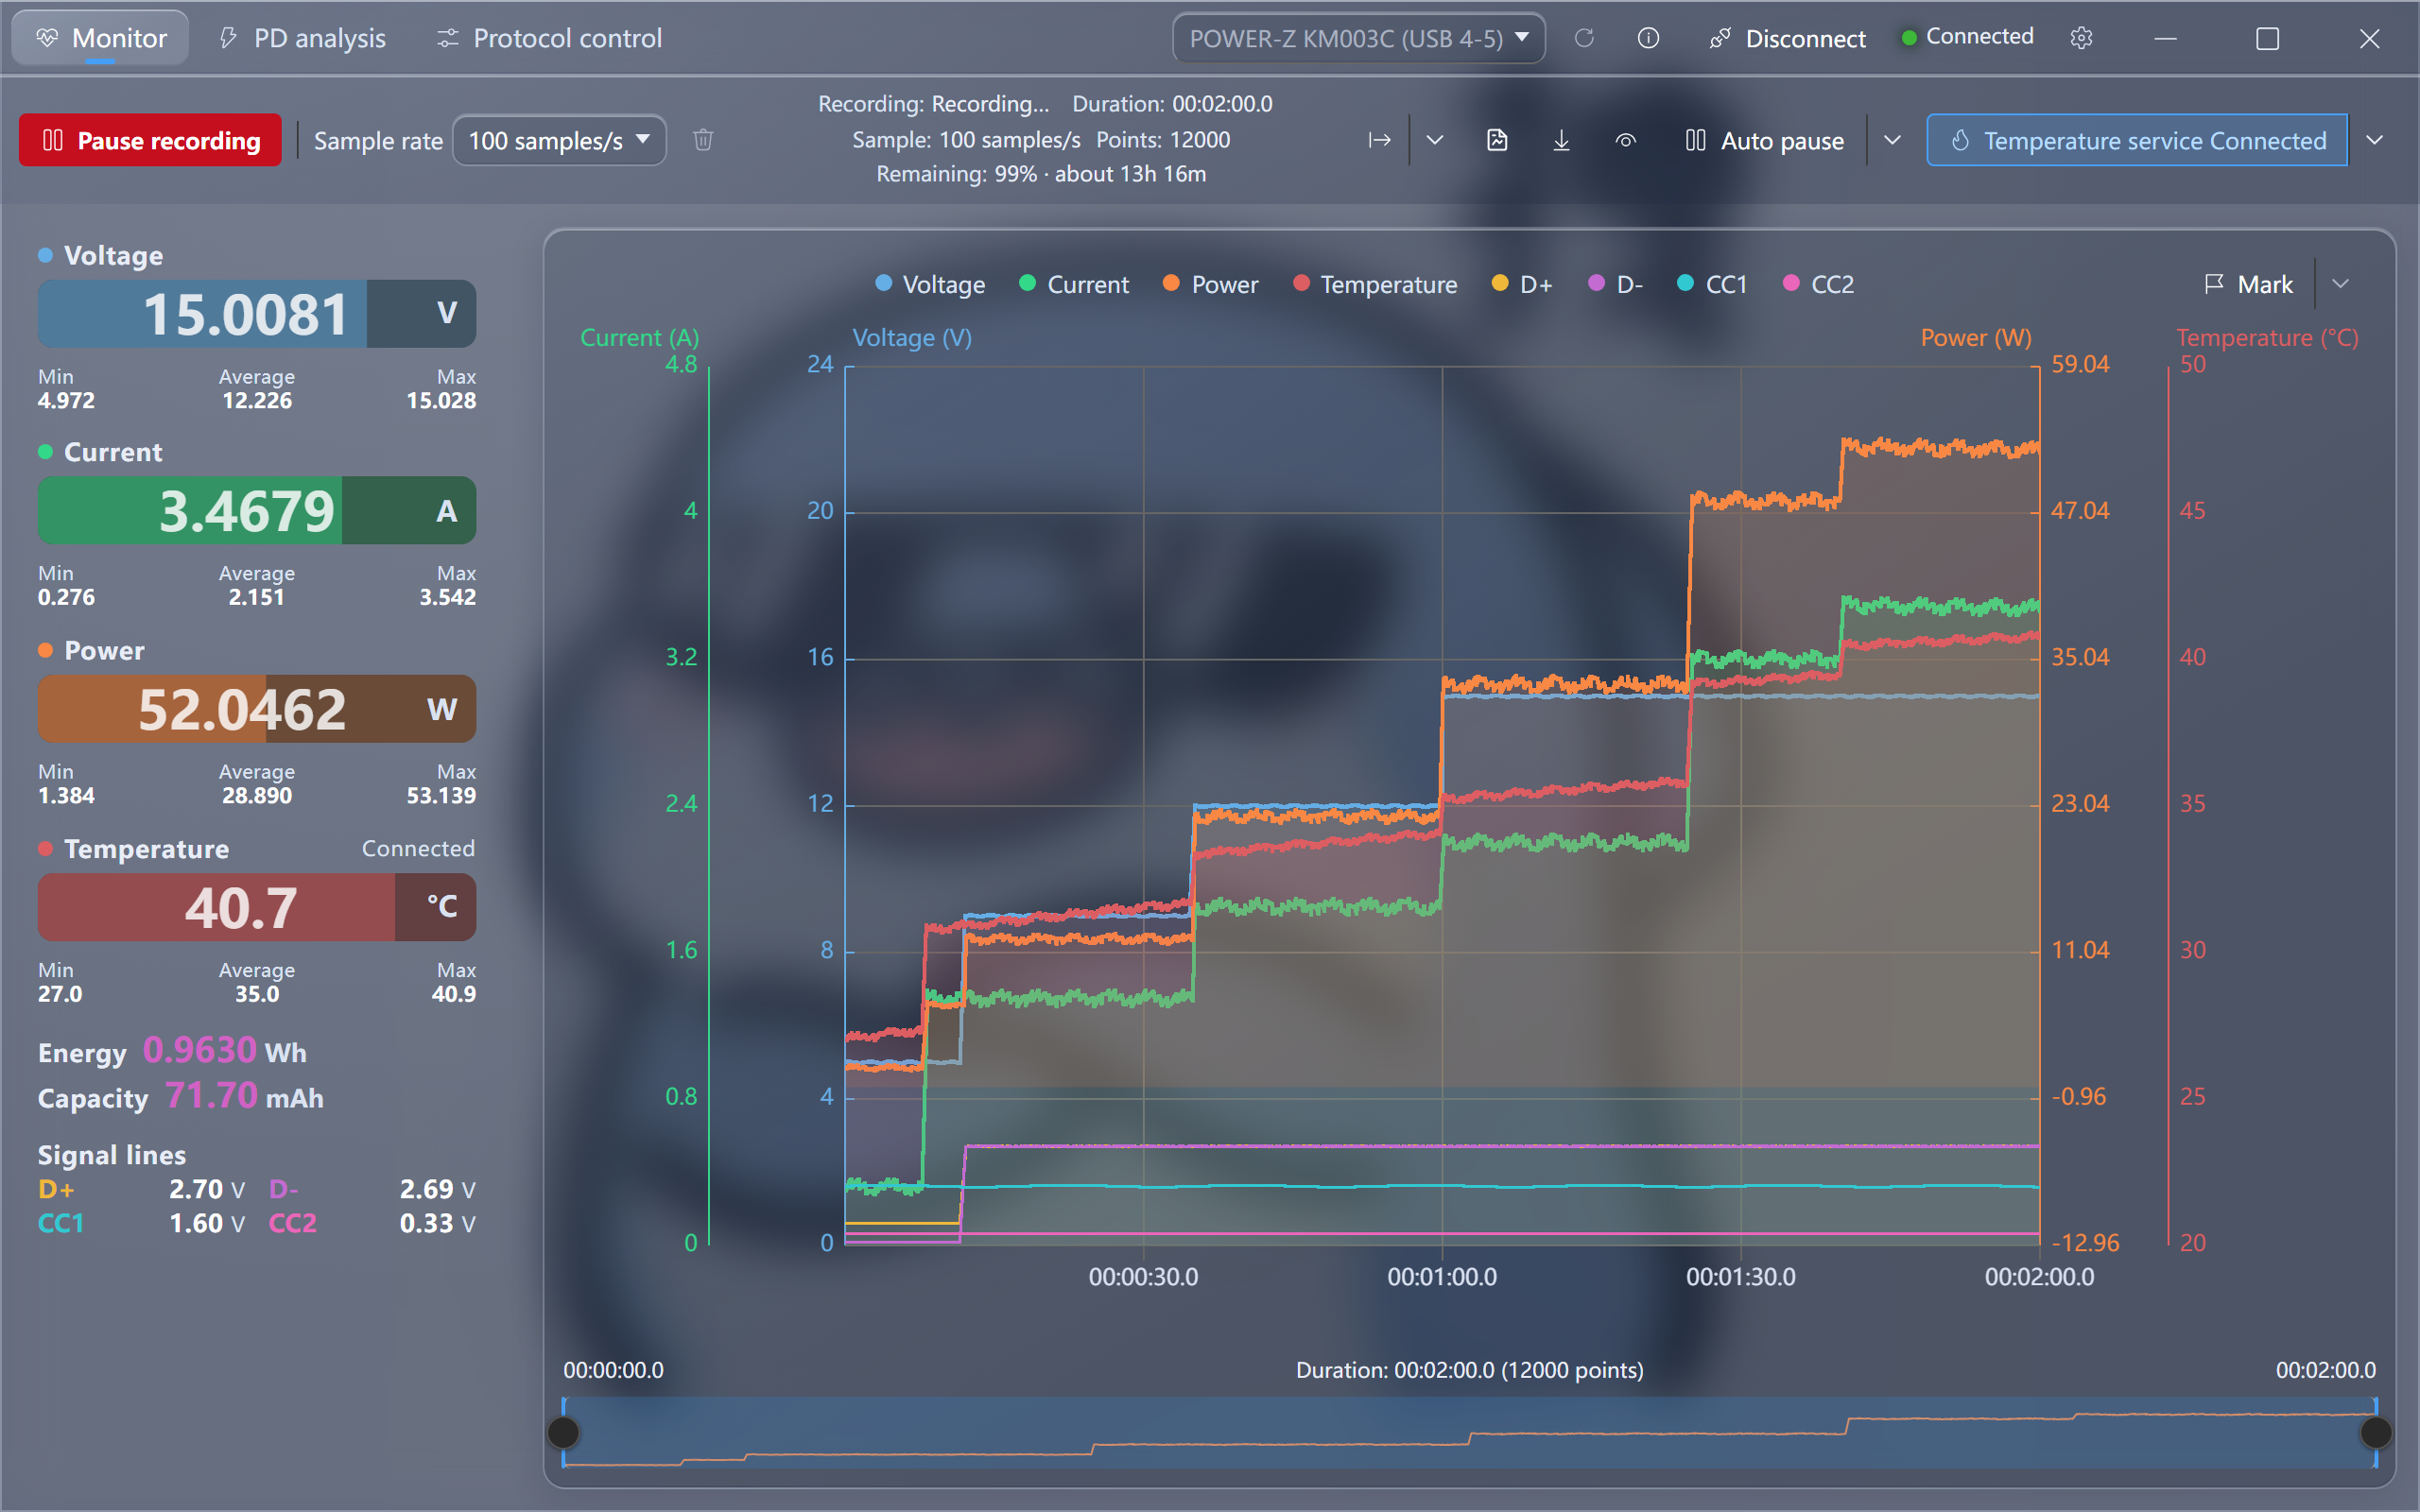 Monitor
PD analysis
Protocol control
POWER-Z KM003C (USB 4-5)
Disconnect
Connected
Pause recording
Sample rate
100 samples/s
Recording: Recording... Duration: 00:02:00.0
Sample: 100 samples/s Points: 12000
Remaining: 99% · about 13h 16m
Auto pause
Temperature service Connected
Voltage
15.0081 V
Min Average Max
4.972 12.226 15.028
Current
3.4679 A
Min Average Max
0.276 2.151 3.542
Power
52.0462 W
Min Average Max
1.384 28.890 53.139
Temperature Connected
40.7 °C
Min Average Max
27.0 35.0 40.9
Energy 0.9630 Wh
Capacity 71.70 mAh
Signal lines
D+ 2.70 V D- 2.69 V
CC1 1.60 V CC2 0.33 V
Voltage Current Power Temperature D+ D- CC1 CC2
Mark
Current (A) Voltage (V) Power (W) Temperature (°C)
4.8 24 59.04 50
4 20 47.04 45
3.2 16 35.04 40
2.4 12 23.04 35
1.6 8 11.04 30
0.8 4 -0.96 25
0 0 -12.96 20
00:00:30.0 00:01:00.0 00:01:30.0 00:02:00.0
00:00:00.0 Duration: 00:02:00.0 (12000 points) 00:02:00.0